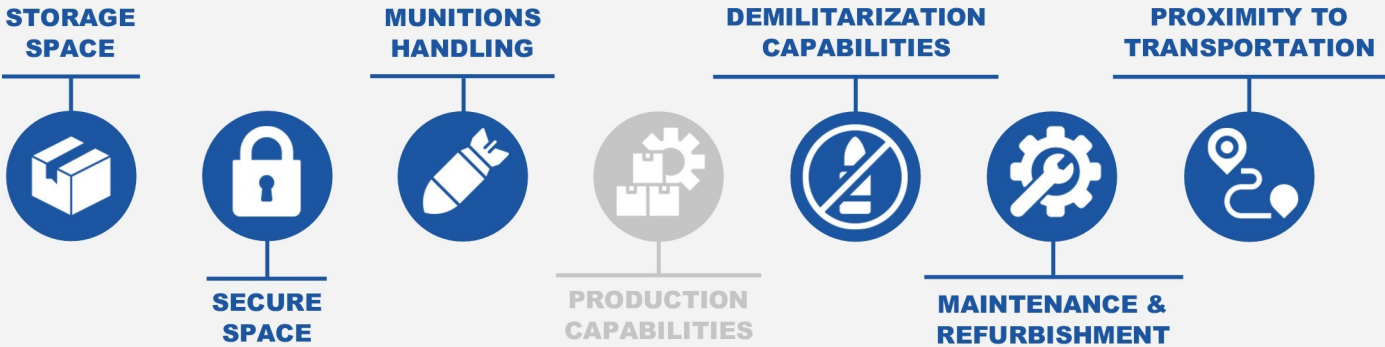 STORAGE
SPACE
SECURE
SPACE
MUNITIONS
HANDLING
PRODUCTION
CAPABILITIES
DEMILITARIZATION
CAPABILITIES
MAINTENANCE &
REFURBISHMENT
PROXIMITY TO
TRANSPORTATION